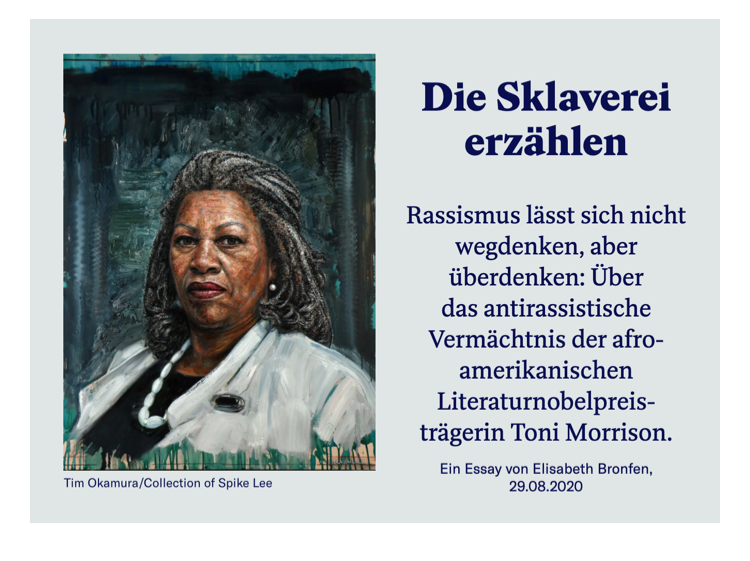 Die Sklaverei
erzählen
Rassismus lässt sich nicht
wegdenken, aber
überdenken: Über
das antirassistische
Vermächtnis der afro-
amerikanischen
Literaturnobelpreis-
trägerin Toni Morrison.
Ein Essay von Elisabeth Bronfen,
29.08.2020
Tim Okamura/Collection of Spike Lee